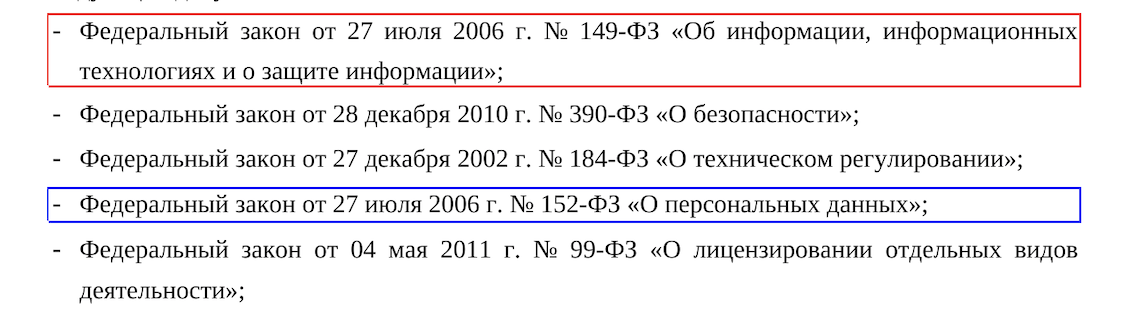 - Федеральный закон от 27 июля 2006 г. № 149-ФЗ «Об информации, информационных
технологиях и о защите информации»;
- Федеральный закон от 28 декабря 2010 г. № 390-ФЗ «О безопасности»;
- Федеральный закон от 27 декабря 2002 г. № 184-ФЗ «О техническом регулировании»;
- Федеральный закон от 27 июля 2006 г. № 152-ФЗ «О персональных данных»;
- Федеральный закон от 04 мая 2011 г. № 99-ФЗ «О лицензировании отдельных видов
деятельности»;